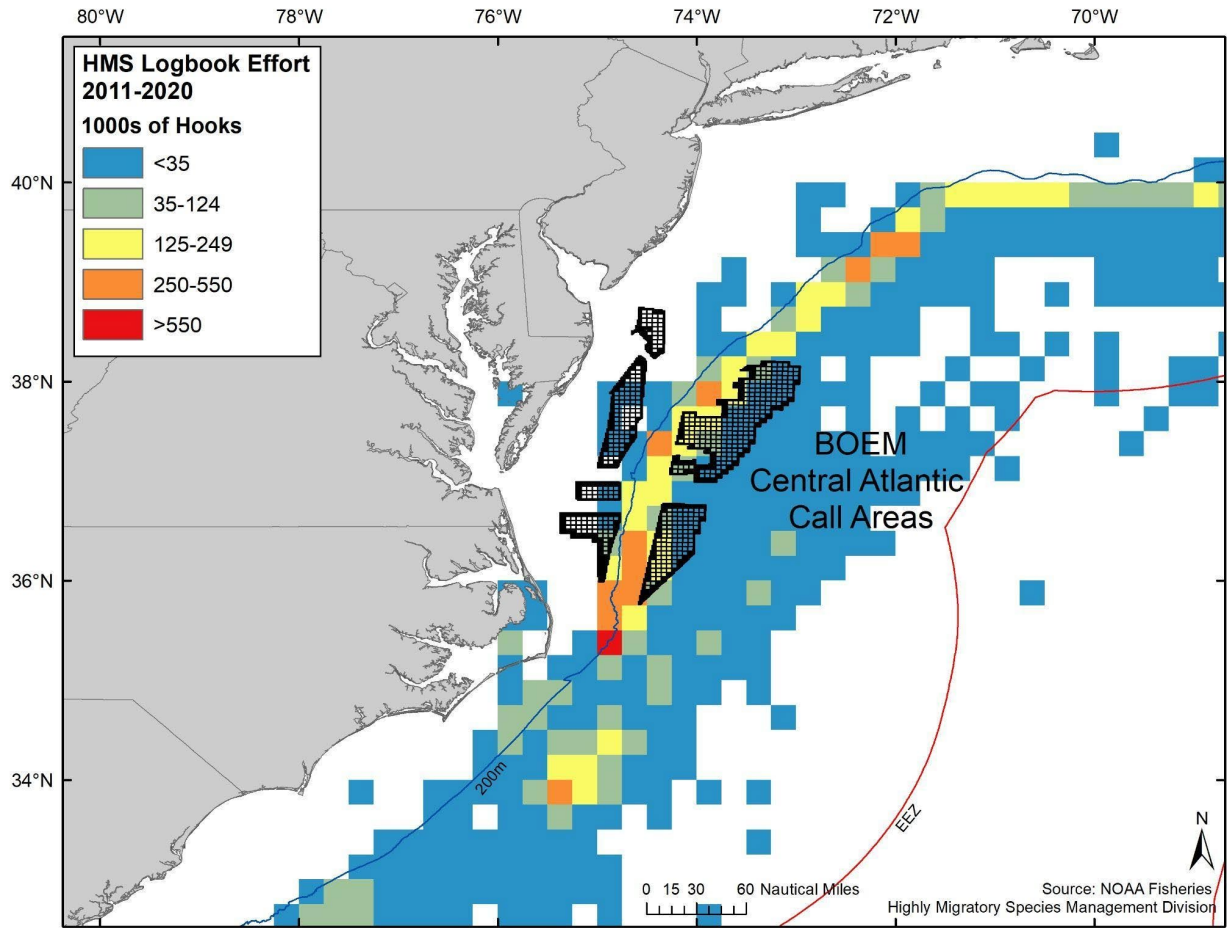 80°W 78°W 76°W 74°W 72°W 70°W
HMS Logbook Effort
2011-2020
1000s of Hooks
<35
35-124
125-249
250-550
>550
40°N
38°N
36°N
34°N
BOEM
Central Atlantic
Call Areas
200m
EEZ
N
0 15 30 60 Nautical Miles
Source: NOAA Fisheries
Highly Migratory Species Management Division